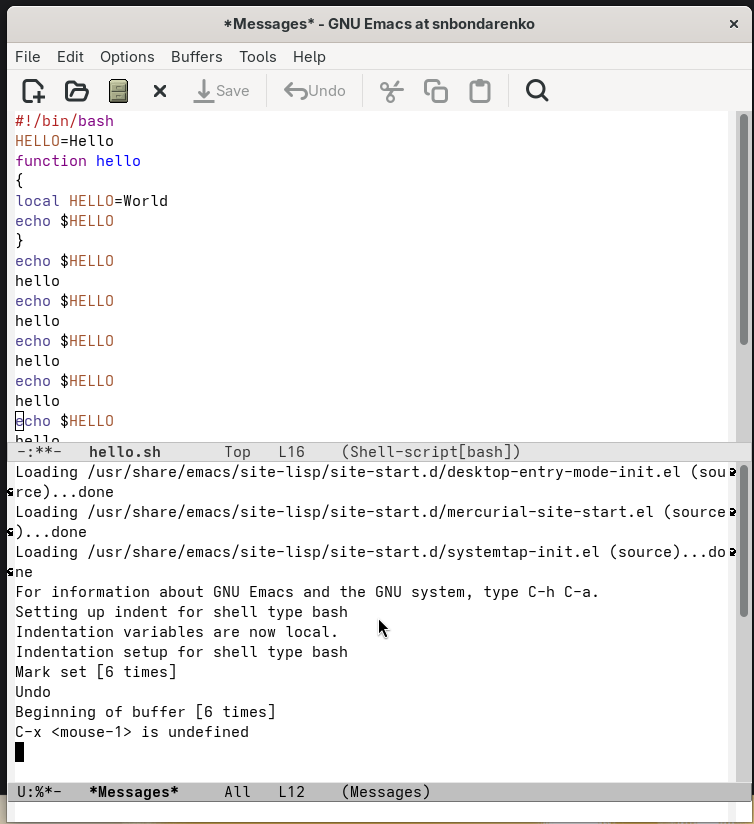 *Messages* - GNU Emacs at snbondarenko
File Edit Options Buffers Tools Help
Save Undo
#!/bin/bash
HELLO=Hello
function hello
{
local HELLO=World
echo $HELLO
}
echo $HELLO
hello
echo $HELLO
hello
echo $HELLO
hello
echo $HELLO
hello
echo $HELLO
hello
-:**- hello.sh Top L16 (Shell-script[bash])
Loading /usr/share/emacs/site-lisp/site-start.d/desktop-entry-mode-init.el (sou
rce)...done
Loading /usr/share/emacs/site-lisp/site-start.d/mercurial-site-start.el (source
)...done
Loading /usr/share/emacs/site-lisp/site-start.d/systemtap-init.el (source)...do
ne
For information about GNU Emacs and the GNU system, type C-h C-a.
Setting up indent for shell type bash
Indentation variables are now local.
Indentation setup for shell type bash
Mark set [6 times]
Undo
Beginning of buffer [6 times]
C-x <mouse-1> is undefined
U:%*- *Messages* All L12 (Messages)